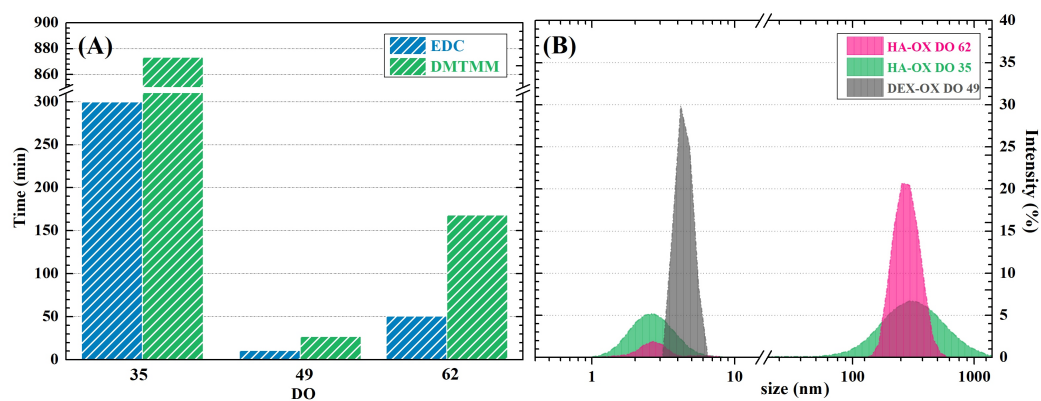 (A)
EDC
DMTMM
900
880
860
300
250
200
150
100
50
0
Time (min)
35
49
62
DO
(B)
HA-OX DO 62
HA-OX DO 35
DEX-OX DO 49
40
35
30
25
20
15
10
5
0
Intensity (%)
1
10
100
1000
size (nm)